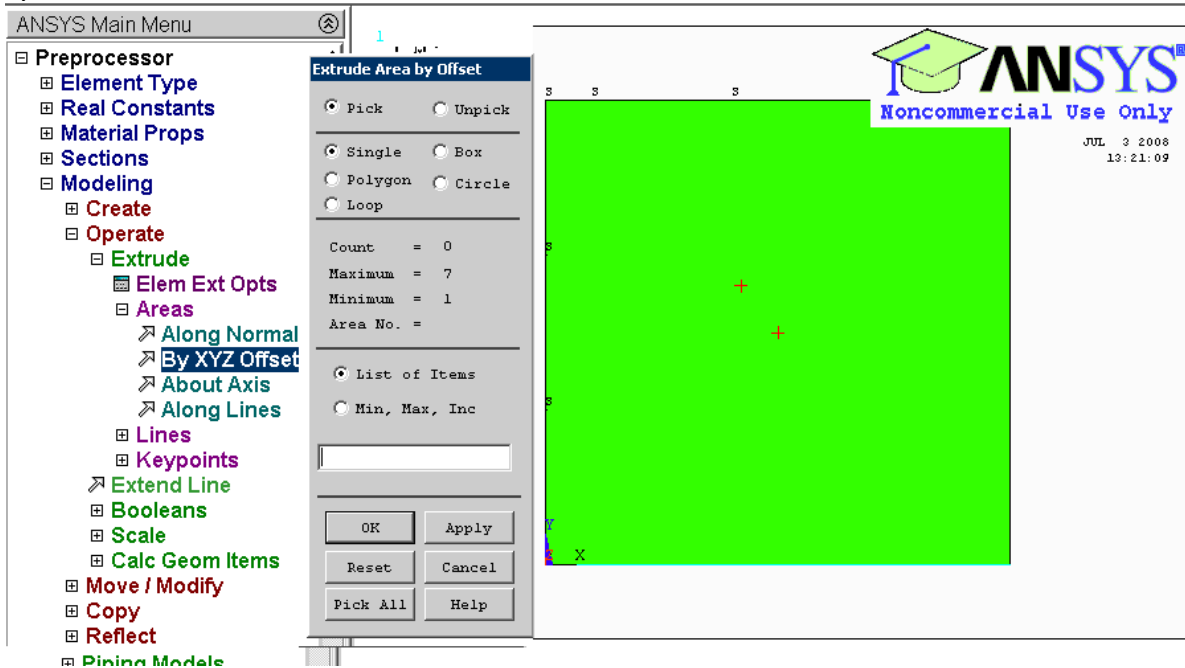 ANSYS Main Menu
Preprocessor
Element Type
Real Constants
Material Props
Sections
Modeling
Create
Operate
Extrude
Elem Ext Opts
Areas
Along Normal
By XYZ Offset
About Axis
Along Lines
Lines
Keypoints
Extend Line
Booleans
Scale
Calc Geom Items
Move / Modify
Copy
Reflect
Piping Models
Extrude Area by Offset
Pick Unpick
Single Box
Polygon Circle
Loop
Count = 0
Maximum = 7
Minimum = 1
Area No. =
List of Items
Min, Max, Inc
OK Apply
Reset Cancel
Pick All Help
1
S S S
S
S
Y
X
ANSYS®
Noncommercial Use Only
JUL 3 2008
13:21:09